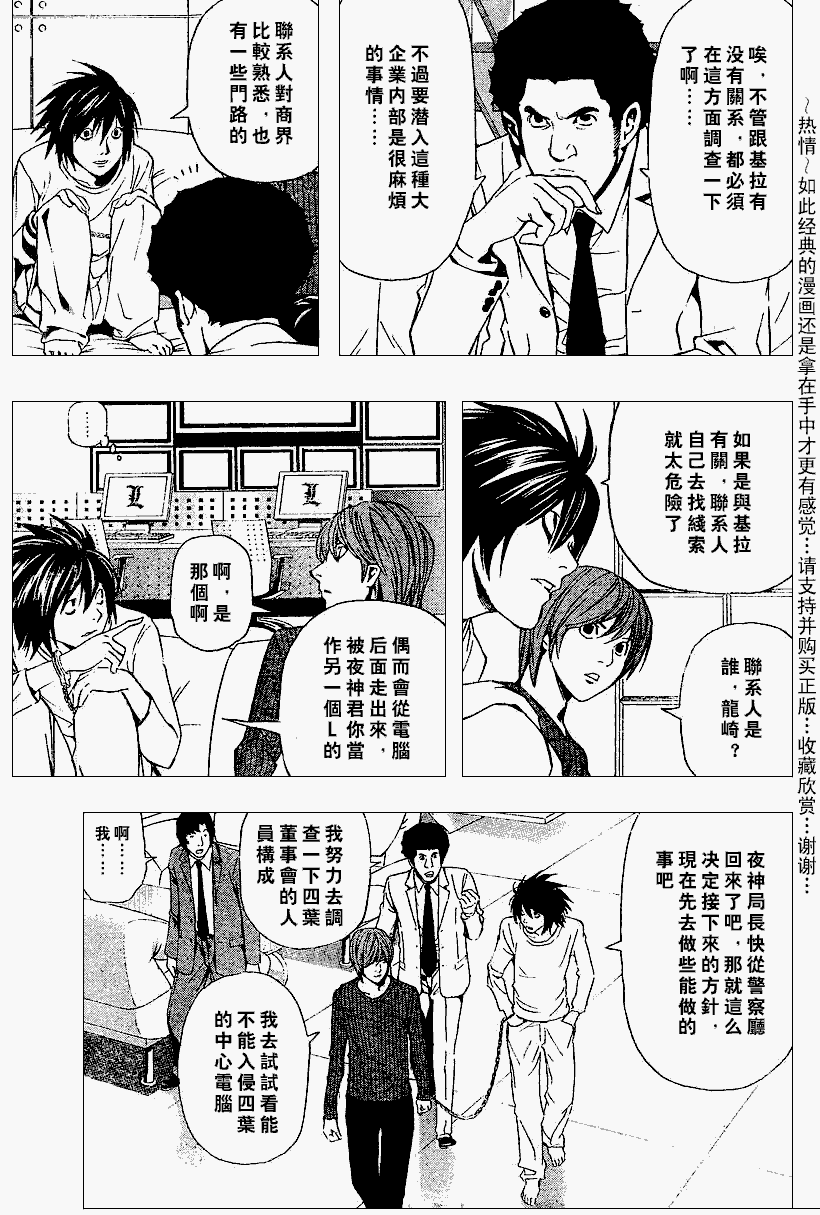 唉，不管跟基拉有
没有關系，都必須
在這方面調查一下
了啊……
不過要潜入這種大
企業内部是很麻煩
的事情……
聯系人對商界
比較熟悉，也
有一些門路的
如果是與基拉
有關，聯系人
自己去找綫索
就太危險了
聯系人是
誰，龍崎？
……
啊，是
那個啊
偶而會從電腦
后面走出來，
被夜神君你當
作另一個L的
L
L
夜神局長快從警察廳
回來了吧，那就這么
决定接下來的方針，
現在先去做些能做的
事吧
我努力去調
查一下四葉
董事會的人
員構成
啊……
我……
我去試試看能
不能入侵四葉
的中心電腦
～热情～如此经典的漫画还是拿在手中才更有感觉…请支持并购买正版…收藏欣赏…谢谢…